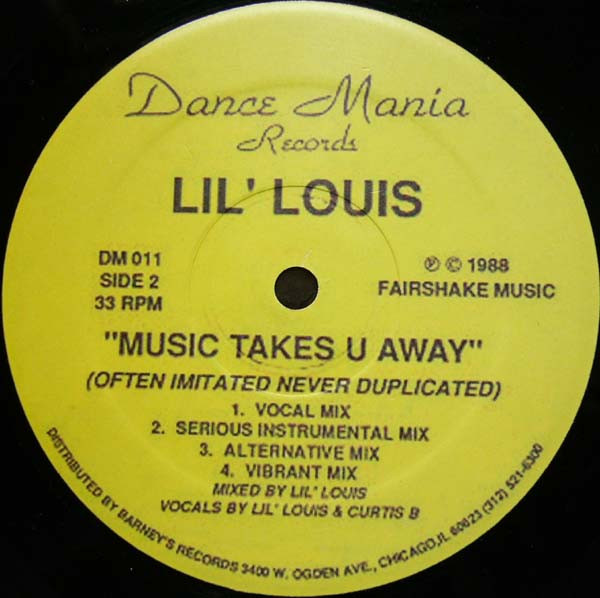 Dance Mania
Records
LIL' LOUIS
DM 011
SIDE 2
33 RPM
℗ © 1988
FAIRSHAKE MUSIC
"MUSIC TAKES U AWAY"
(OFTEN IMITATED NEVER DUPLICATED)
1. VOCAL MIX
2. SERIOUS INSTRUMENTAL MIX
3. ALTERNATIVE MIX
4. VIBRANT MIX
MIXED BY LIL' LOUIS
VOCALS BY LIL' LOUIS & CURTIS B
DISTRIBUTED BY BARNEY'S RECORDS 3400 W. OGDEN AVE., CHICAGO,IL 60623 (312) 521-6300